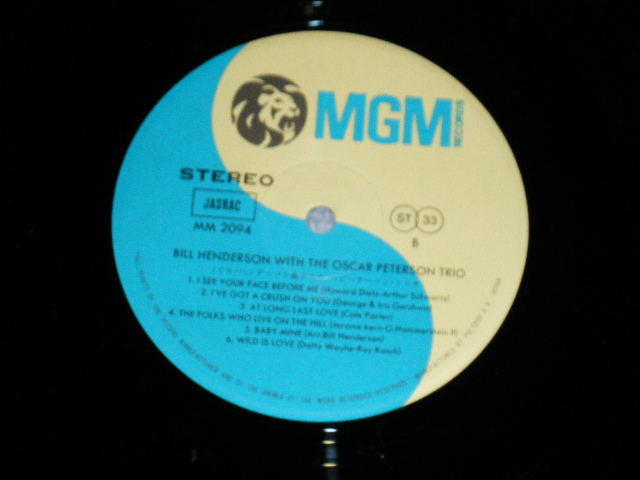 MGM
RECORDS
STEREO
JASRAC
MM 2094
ST 33
B
BILL HENDERSON WITH THE OSCAR PETERSON TRIO
1. I SEE YOUR FACE BEFORE ME (Howard Dietz-Arthur Schwartz)
2. I'VE GOT A CRUSH ON YOU (George & Ira Gershwin)
3. AT LONG LAST LOVE (Cole Porter)
4. THE FOLKS WHO LIVE ON THE HILL (Jerome kern-O.Hammerstein II)
5. BABY MINE (Arr. Bill Henderson)
6. WILD IS LOVE (Dotty Wayne-Ray Rasch)